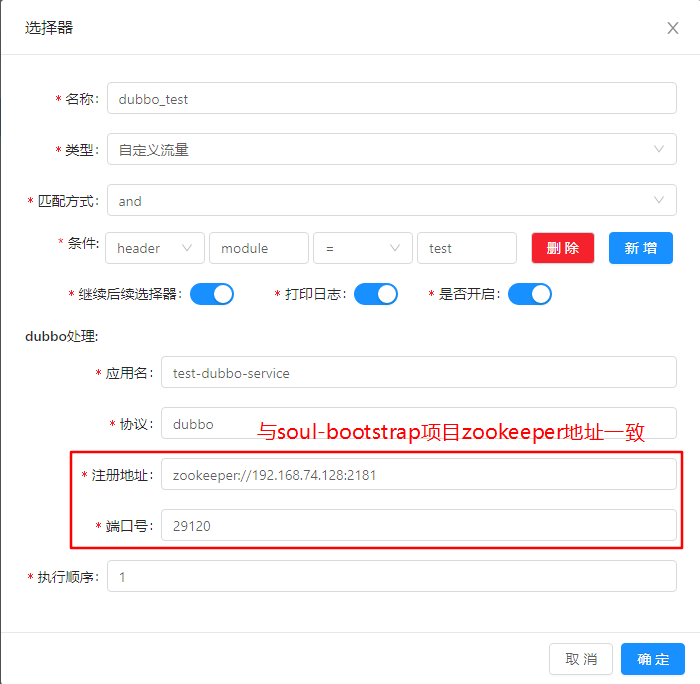 选择器
* 名称: dubbo_test
* 类型: 自定义流量
* 匹配方式: and
* 条件: header module = test 删 除 新 增
* 继续后续选择器: * 打印日志: * 是否开启:
dubbo处理:
* 应用名: test-dubbo-service
* 协议: dubbo
与soul-bootstrap项目zookeeper地址一致
* 注册地址: zookeeper://192.168.74.128:2181
* 端口号: 29120
* 执行顺序: 1
取 消 确 定